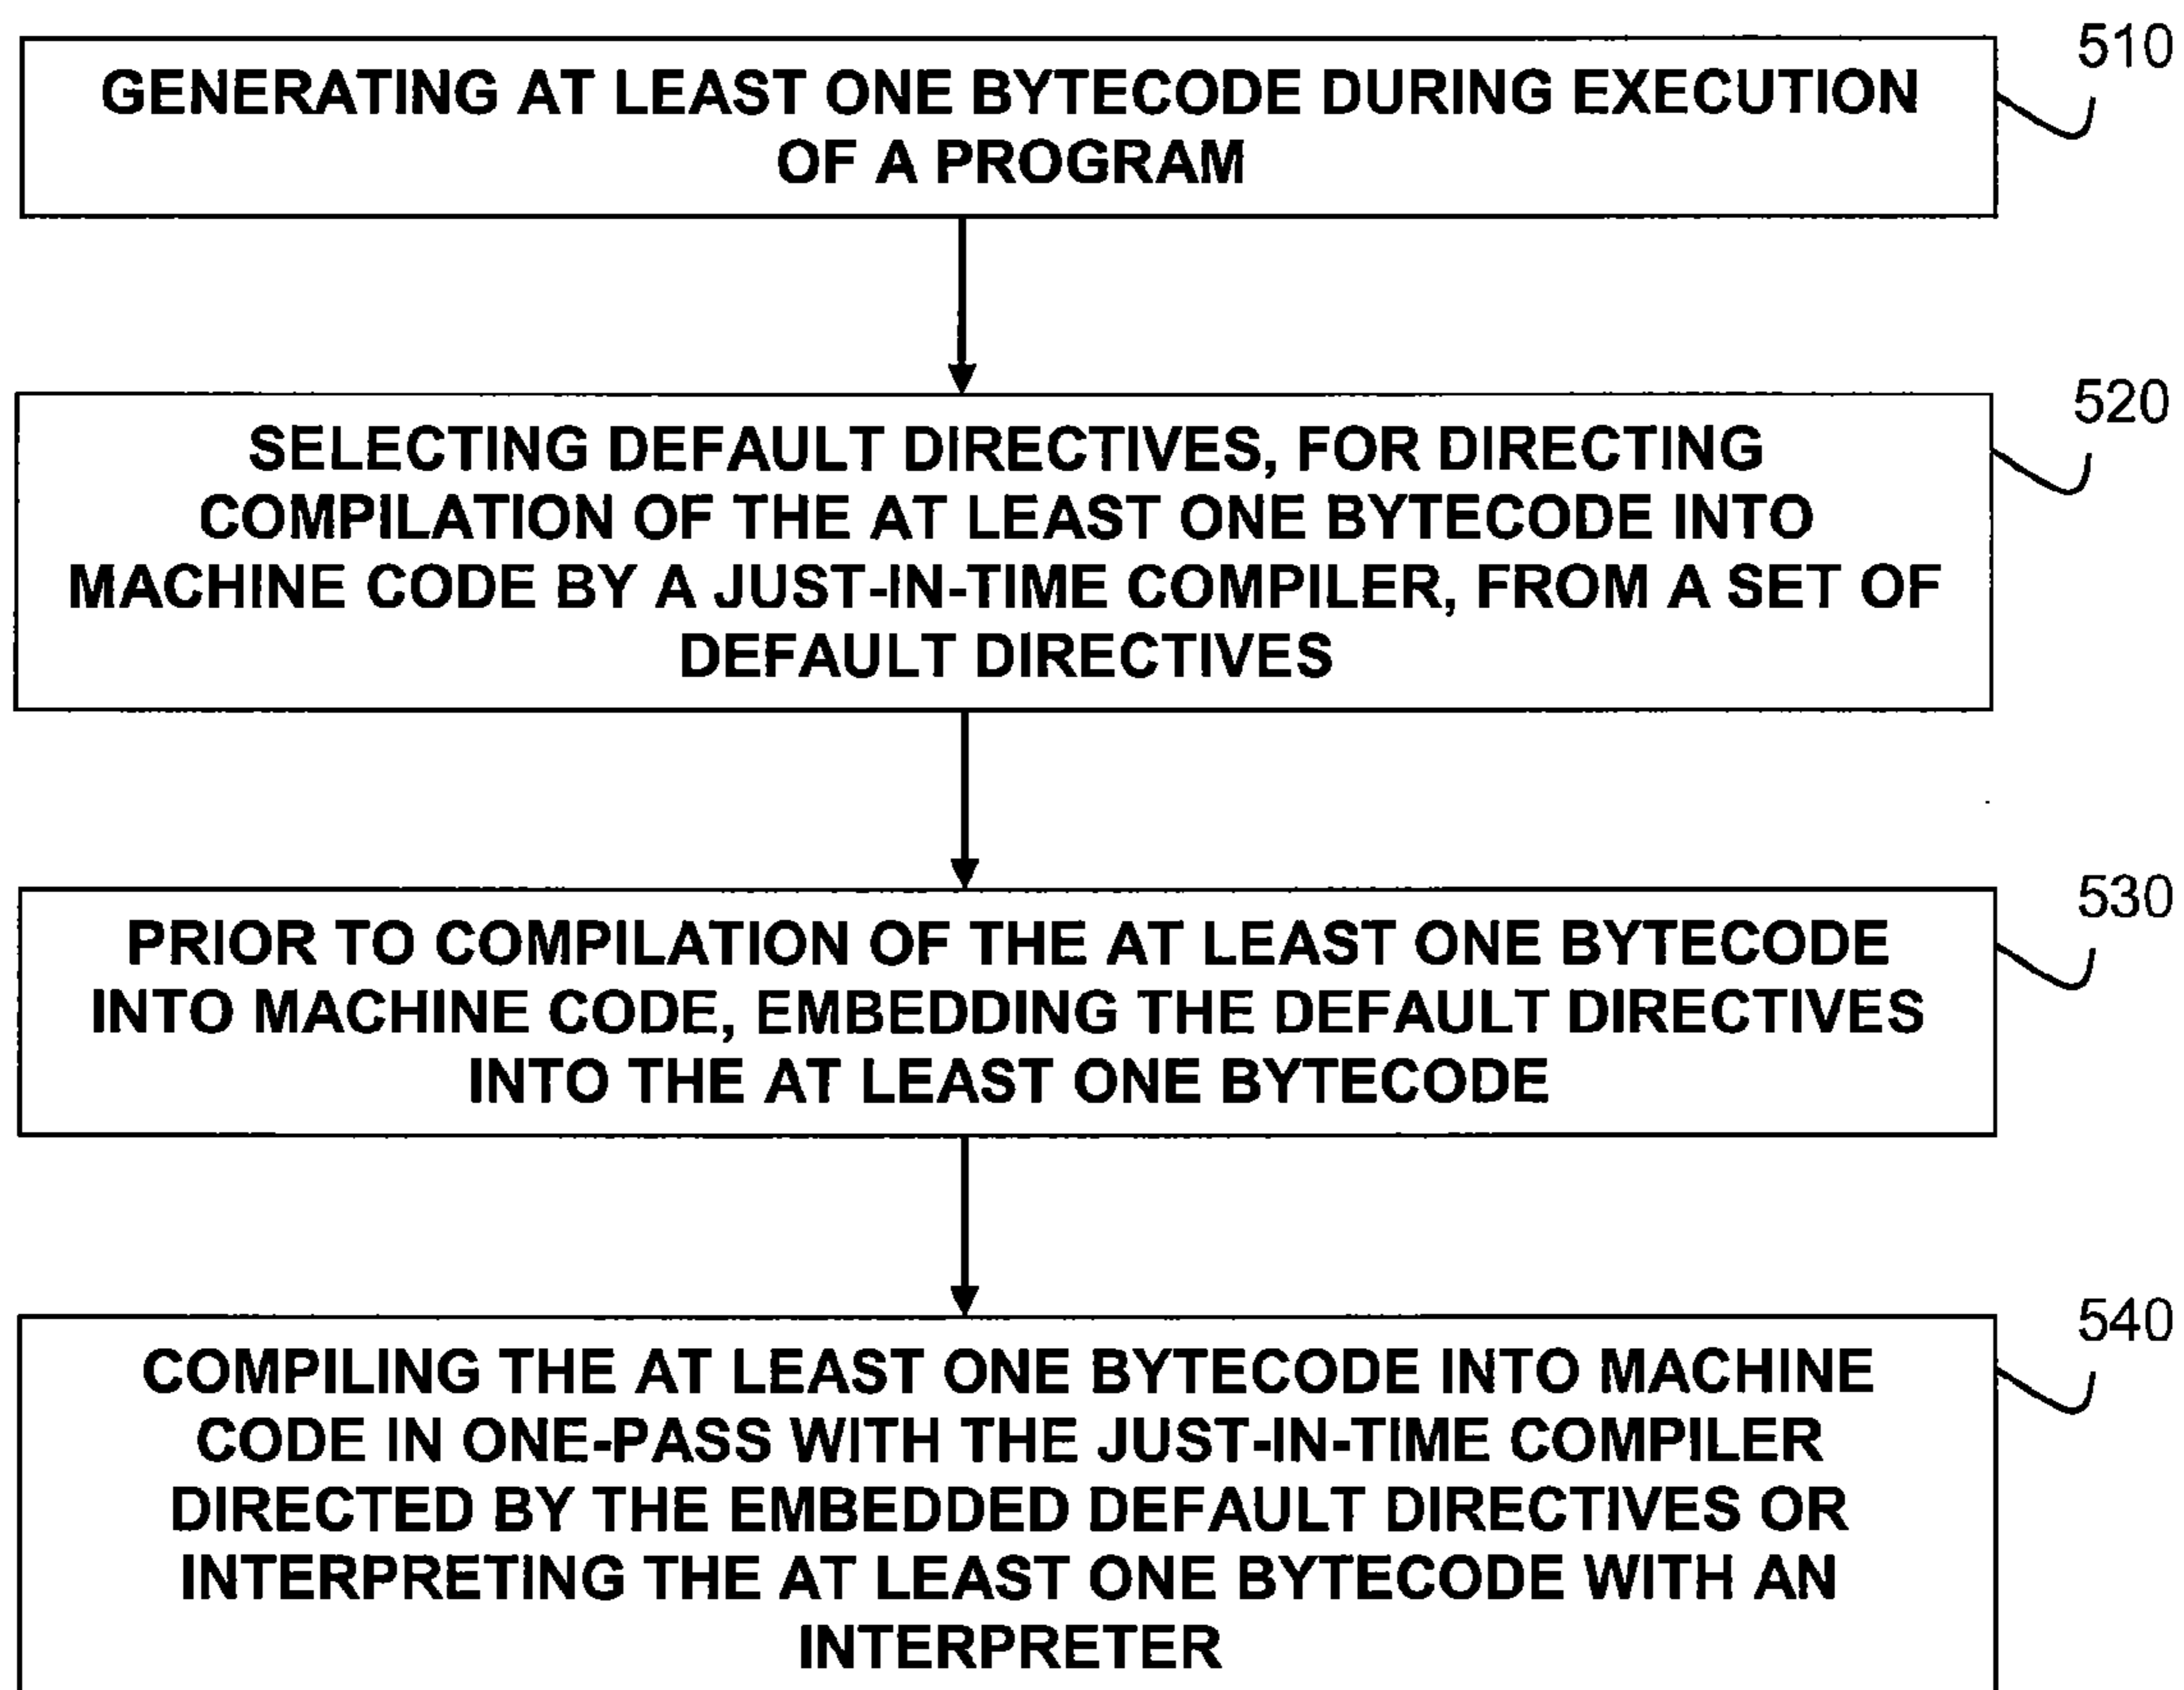 510
GENERATING AT LEAST ONE BYTECODE DURING EXECUTION
OF A PROGRAM
520
SELECTING DEFAULT DIRECTIVES, FOR DIRECTING
COMPILATION OF THE AT LEAST ONE BYTECODE INTO
MACHINE CODE BY A JUST-IN-TIME COMPILER, FROM A SET OF
DEFAULT DIRECTIVES
530
PRIOR TO COMPILATION OF THE AT LEAST ONE BYTECODE
INTO MACHINE CODE, EMBEDDING THE DEFAULT DIRECTIVES
INTO THE AT LEAST ONE BYTECODE
540
COMPILING THE AT LEAST ONE BYTECODE INTO MACHINE
CODE IN ONE-PASS WITH THE JUST-IN-TIME COMPILER
DIRECTED BY THE EMBEDDED DEFAULT DIRECTIVES OR
INTERPRETING THE AT LEAST ONE BYTECODE WITH AN
INTERPRETER